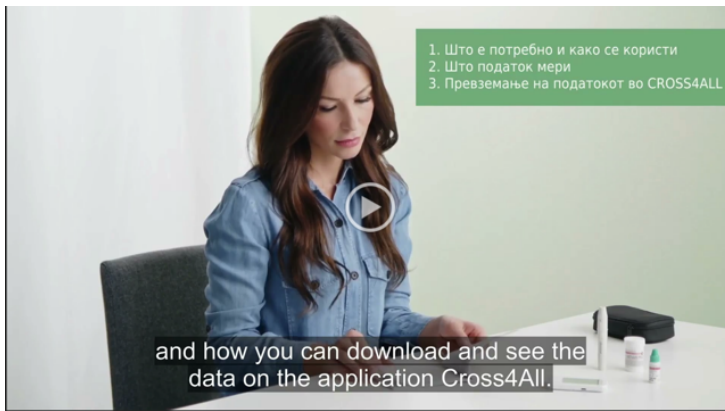 1. Што е потребно и како се користи
2. Што податок мери
3. Превземање на податокот во CROSS4ALL
and how you can download and see the
data on the application Cross4All.